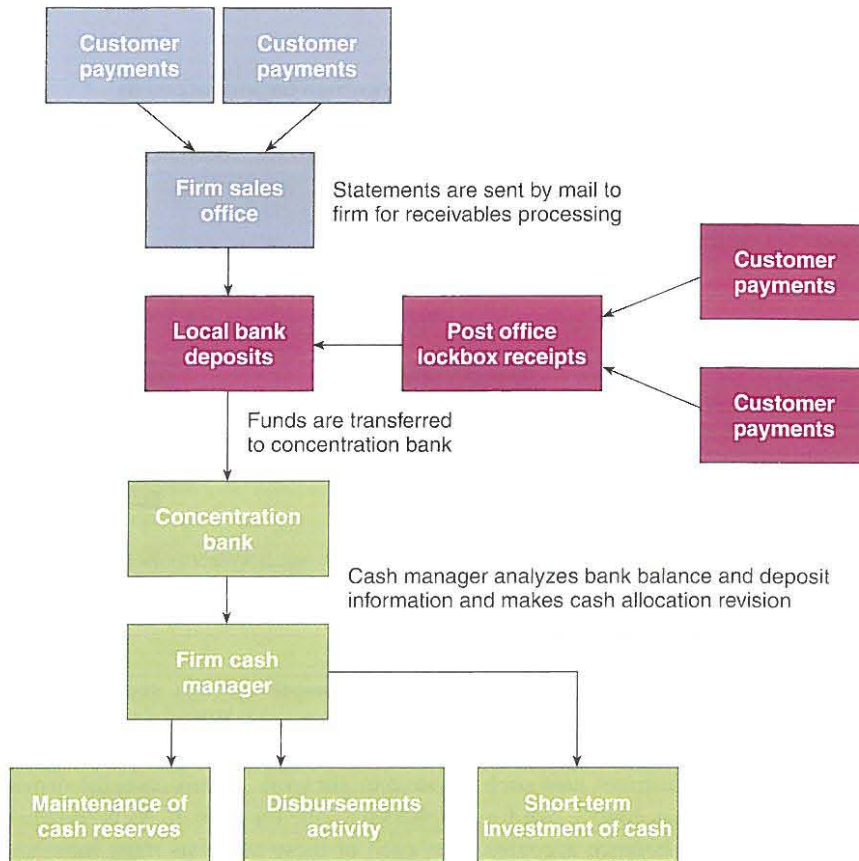 Customer
payments
Customer
payments
Firm sales
office
Statements are sent by mail to
firm for receivables processing
Customer
payments
Local bank
deposits
Post office
lockbox receipts
Customer
payments
Funds are transferred
to concentration bank
Concentration
bank
Cash manager analyzes bank balance and deposit
information and makes cash allocation revision
Firm cash
manager
Maintenance of
cash reserves
Disbursements
activity
Short-term
investment of cash